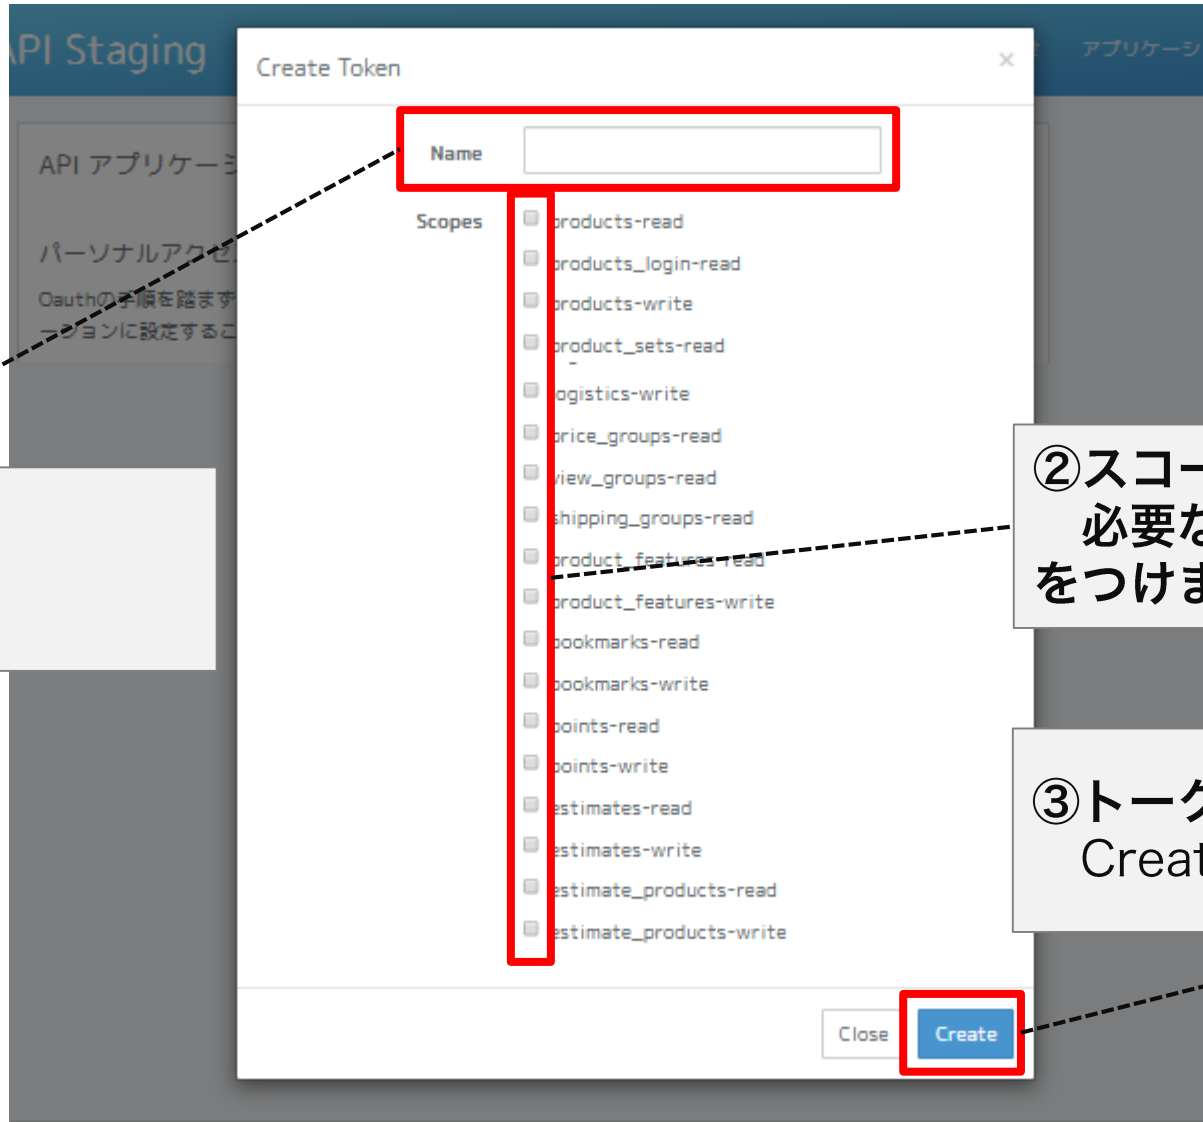 API Staging
アプリケーシ
Create Token
×
API アプリケーシ
Name
Scopes
products-read
products_login-read
products-write
product_sets-read
logistics-write
price_groups-read
view_groups-read
shipping_groups-read
product_features-read
product_features-write
bookmarks-read
bookmarks-write
points-read
points-write
estimates-read
estimates-write
estimate_products-read
estimate_products-write
パーソナルアクセ
Oauthの手順を踏まず
ーションに設定するこ
②スコー
必要な
をつけま
③トーク
Creat
Close
Create